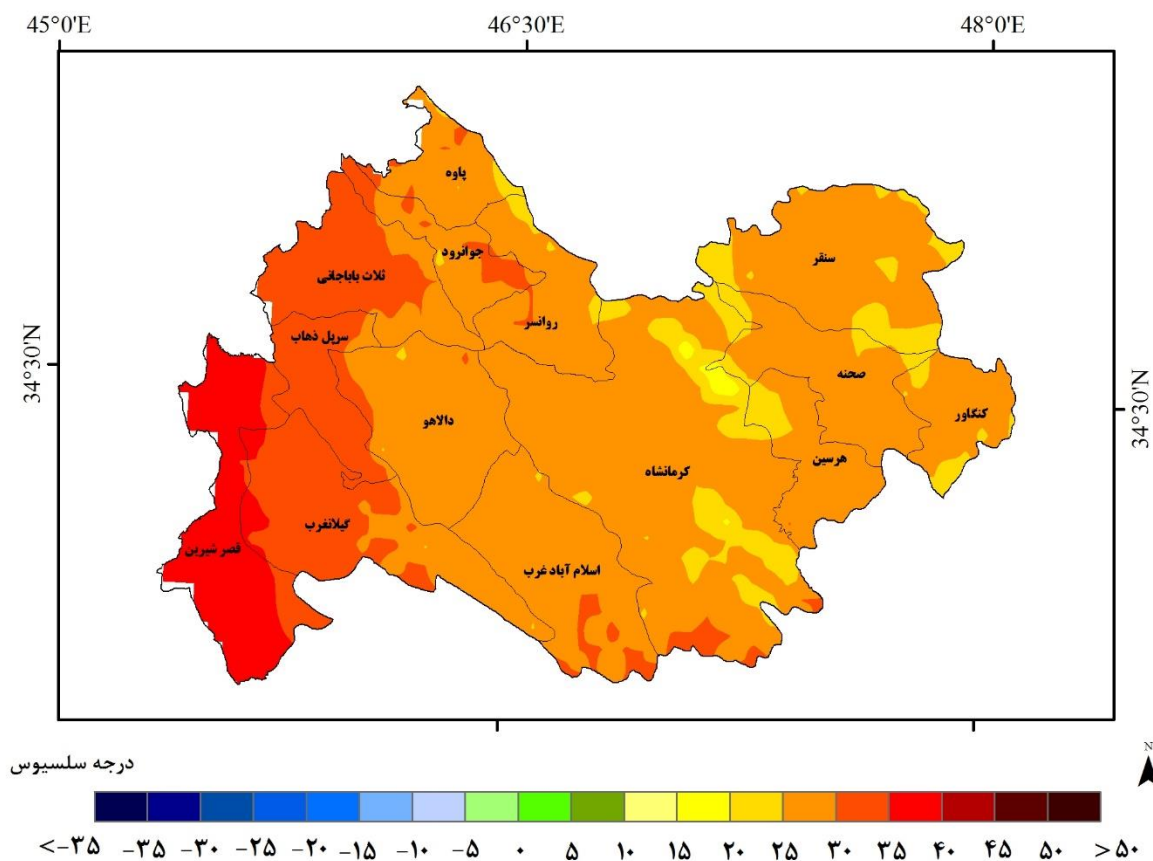 45°0'E 46°30'E 48°0'E
پاوه
جوانرود
سنقر
ثلاث باباجانی
روانسر
سرپل ذهاب
34°30'N
34°30'N
صحنه
دالاهو
کنگاور
هرسین
کرمانشاه
گیلانغرب
قصر شیرین
اسلام آباد غرب
درجه سلسیوس
N
<-۳۵ -۳۵ -۳۰ -۲۵ -۲۰ -۱۵ -۱۰ -۵ ۰ ۵ ۱۰ ۱۵ ۲۰ ۲۵ ۳۰ ۳۵ ۴۰ ۴۵ ۵۰ >۵۰